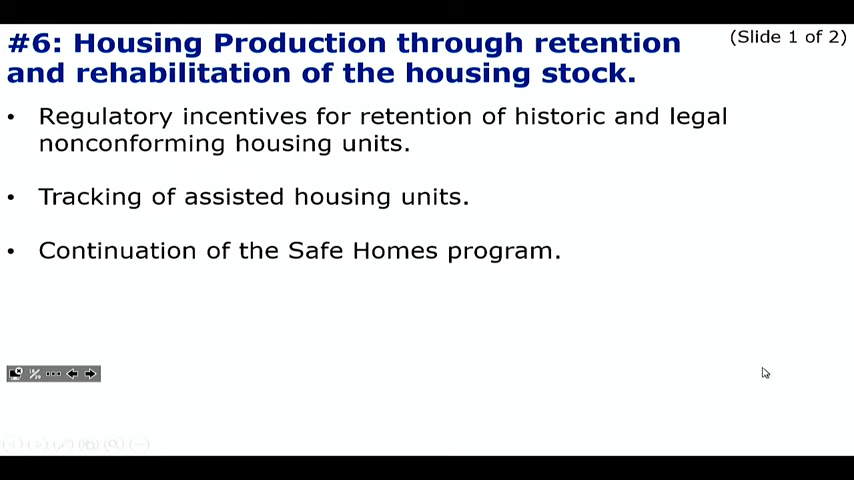 #6: Housing Production through retention
(Slide 1 of 2)
and rehabilitation of the housing stock.
• Regulatory incentives for retention of historic and legal
nonconforming housing units.
• Tracking of assisted housing units.
• Continuation of the Safe Homes program.